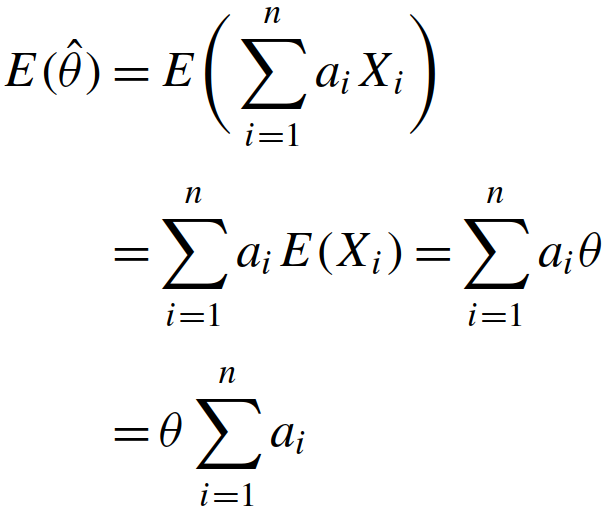 E(θ̂) = E(∑_{i=1}^{n} a_i X_i)
= ∑_{i=1}^{n} a_i E(X_i) = ∑_{i=1}^{n} a_i θ
= θ ∑_{i=1}^{n} a_i